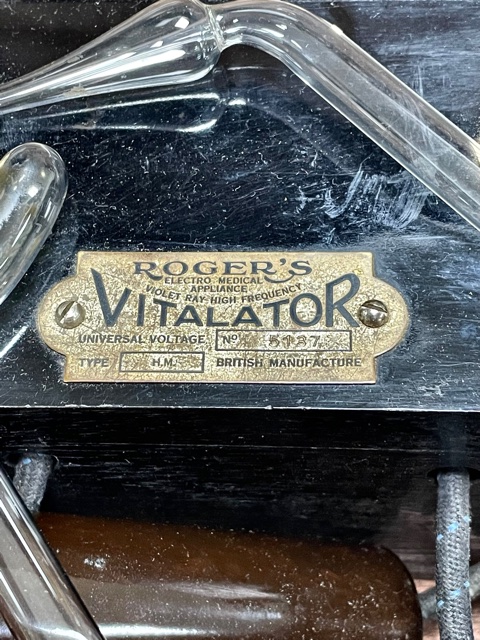 ROGER'S
ELECTRO MEDICAL
APPLIANCE
VIOLET RAY·HIGH FREQUENCY
VITALATOR
UNIVERSAL VOLTAGE Nº 5137
TYPE H.M. BRITISH MANUFACTURE